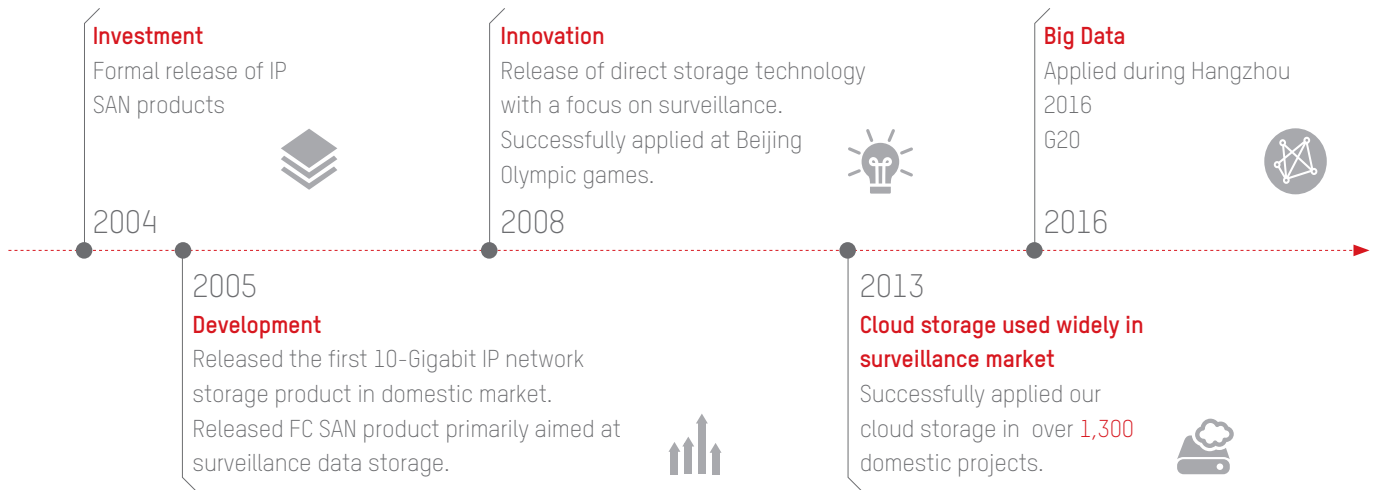 Investment
Formal release of IP
SAN products
2004
2005
Development
Released the first 10-Gigabit IP network
storage product in domestic market.
Released FC SAN product primarily aimed at
surveillance data storage.
Innovation
Release of direct storage technology
with a focus on surveillance.
Successfully applied at Beijing
Olympic games.
2008
2013
Cloud storage used widely in
surveillance market
Successfully applied our
cloud storage in over 1,300
domestic projects.
Big Data
Applied during Hangzhou
2016
G20
2016